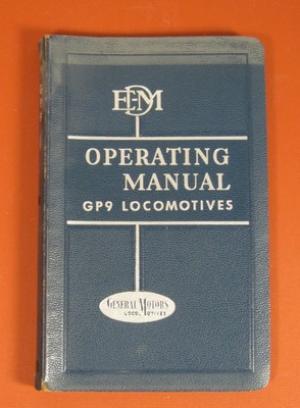 EMD
OPERATING
MANUAL
GP9 LOCOMOTIVES
GENERAL MOTORS
LOCOMOTIVES